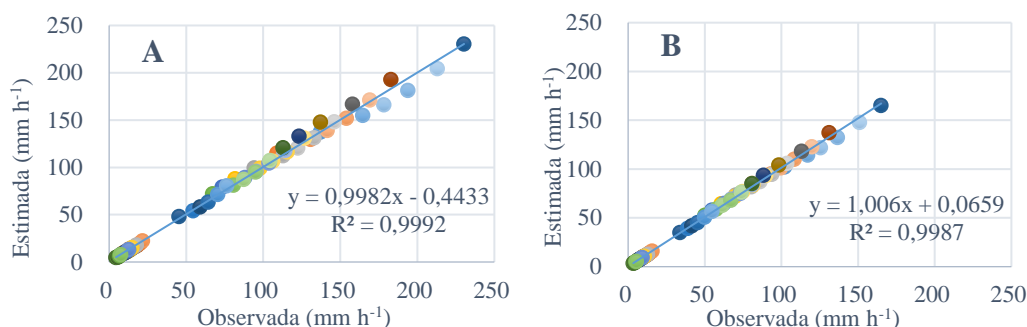 250
200
150
100
50
0
Estimada (mm h⁻¹)
A
y = 0,9982x - 0,4433
R² = 0,9992
0 50 100 150 200 250
Observada (mm h⁻¹)
250
200
150
100
50
0
Estimada (mm h⁻¹)
B
y = 1,006x + 0,0659
R² = 0,9987
0 50 100 150 200 250
Observada (mm h⁻¹)